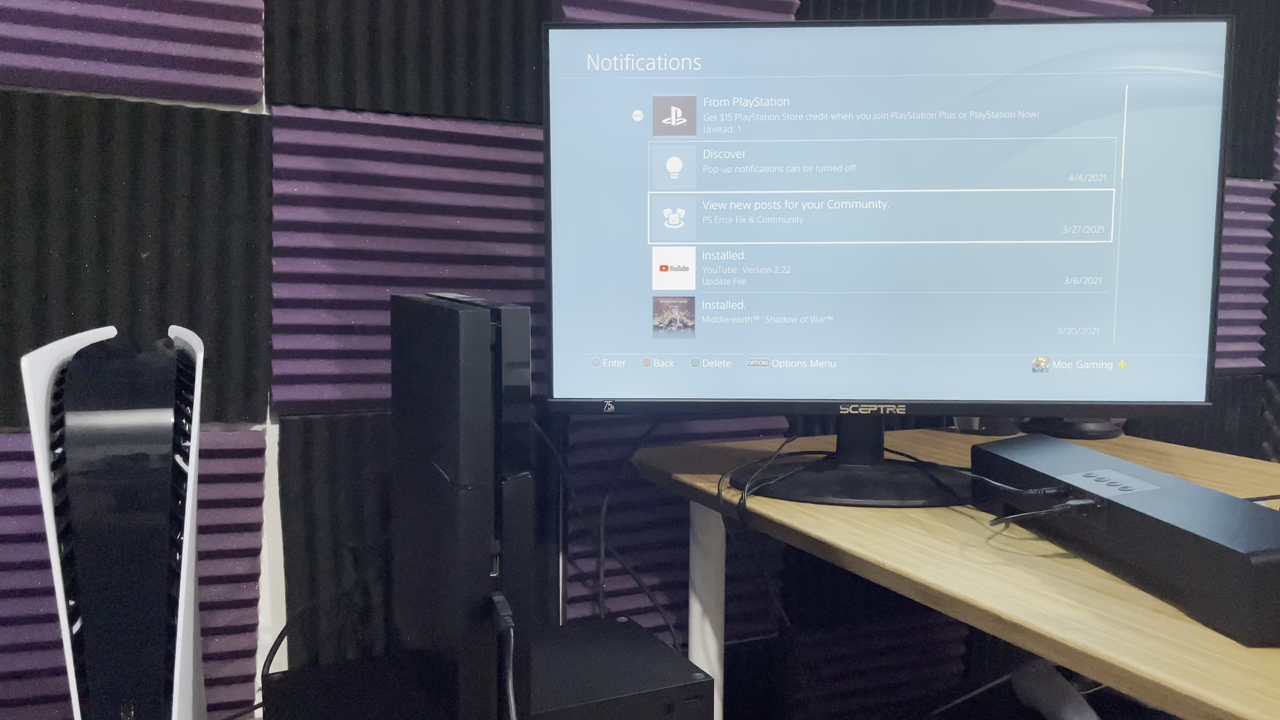 Notifications
From PlayStation
Get $15 PlayStation Store credit when you join PlayStation Plus or PlayStation Now!
Unread: 1
Discover
Pop-up notifications can be turned off.
4/4/2021
View new posts for your Community.
PS Error Fix & Community
3/27/2021
Installed.
YouTube
YouTube. Version 2.22
Update File
3/6/2021
Installed.
Middle-earth™: Shadow of War™
2/20/2021
Enter
Back
Delete
OPTIONS Options Menu
Moe Gaming
75
SCEPTRE